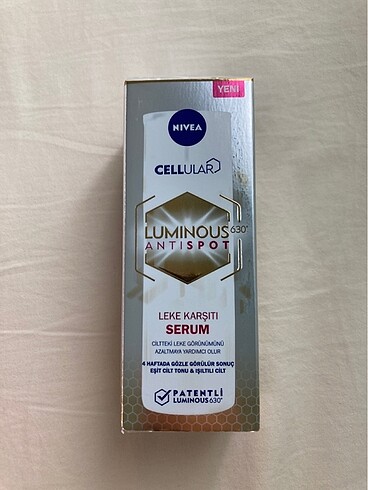 YENİ
NIVEA
CELLULAR
LUMINOUS630®
ANTISPOT
LEKE KARŞITI
SERUM
CİLTTEKİ LEKE GÖRÜNÜMÜNÜ
AZALTMAYA YARDIMCI OLUR
4 HAFTADA GÖZLE GÖRÜLÜR SONUÇ
EŞİT CİLT TONU & IŞILTILI CİLT
PATENTLİ
LUMINOUS630®